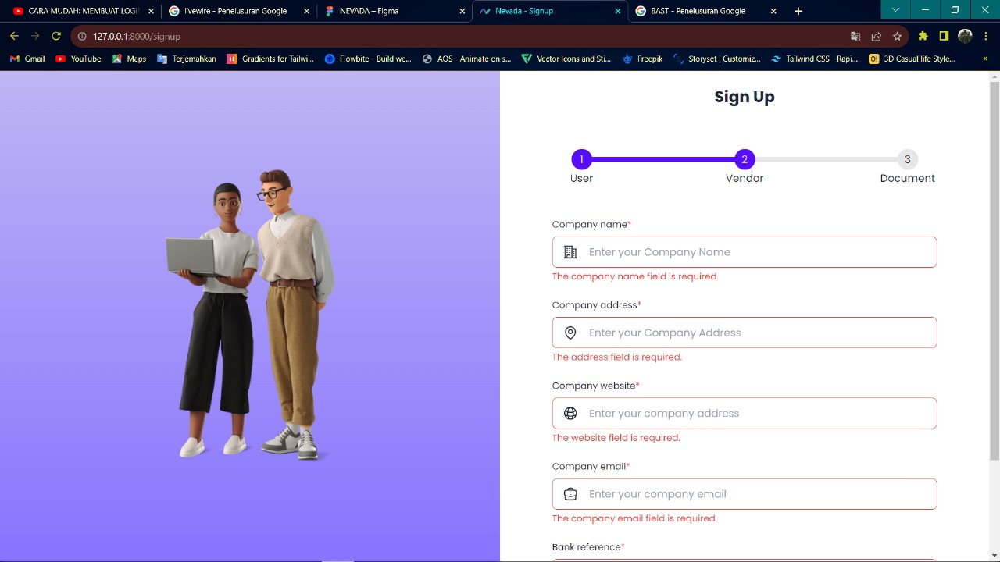 CARA MUDAH: MEMBUAT LOGI
livewire - Penelusuran Google
NEVADA – Figma
Nevada - Signup
BAST - Penelusuran Google
127.0.0.1:8000/signup
Gmail
YouTube
Maps
Terjemahkan
Gradients for Tailwi...
Flowbite - Build we...
AOS - Animate on s...
Vector Icons and Sti...
Freepik
Storyset | Customiz...
Tailwind CSS - Rapi...
O!
3D Casual life Style...
»
Sign Up
1
2
3
User
Vendor
Document
Company name*
Enter your Company Name
The company name field is required.
Company address*
Enter your Company Address
The address field is required.
Company website*
Enter your company address
The website field is required.
Company email*
Enter your company email
The company email field is required.
Bank reference*